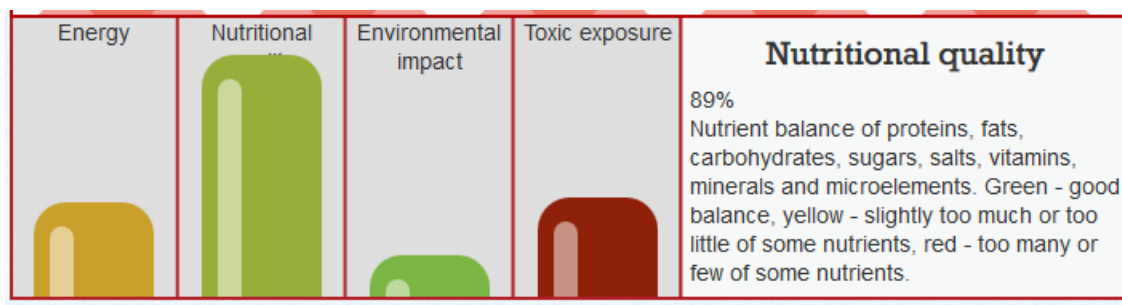 Energy
Nutritional
Environmental
impact
Toxic exposure
Nutritional quality
89%
Nutrient balance of proteins, fats,
carbohydrates, sugars, salts, vitamins,
minerals and microelements. Green - good
balance, yellow - slightly too much or too
little of some nutrients, red - too many or
few of some nutrients.